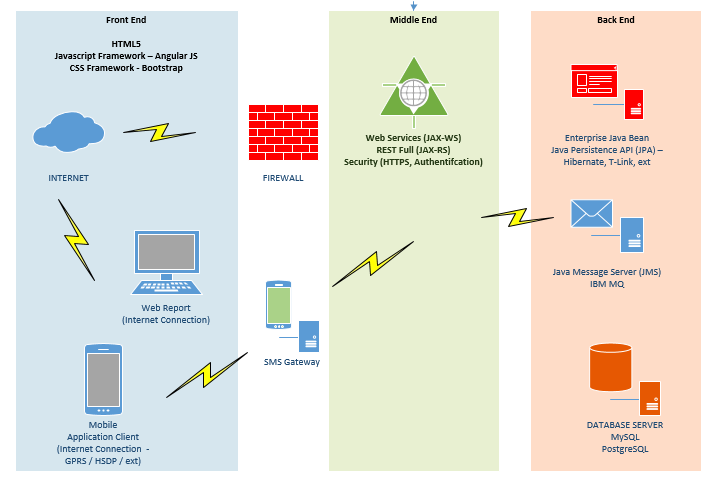 Front End
HTML5
Javascript Framework – Angular JS
CSS Framework - Bootstrap
INTERNET
Web Report
(Internet Connection)
Mobile
Application Client
(Internet Connection -
GPRS / HSDP / ext)
FIREWALL
SMS Gateway
Middle End
Web Services (JAX-WS)
REST Full (JAX-RS)
Security (HTTPS, Authentifcation)
Back End
Enterprise Java Bean
Java Persistence API (JPA) –
Hibernate, T-Link, ext
Java Message Server (JMS)
IBM MQ
DATABASE SERVER
MySQL
PostgreSQL